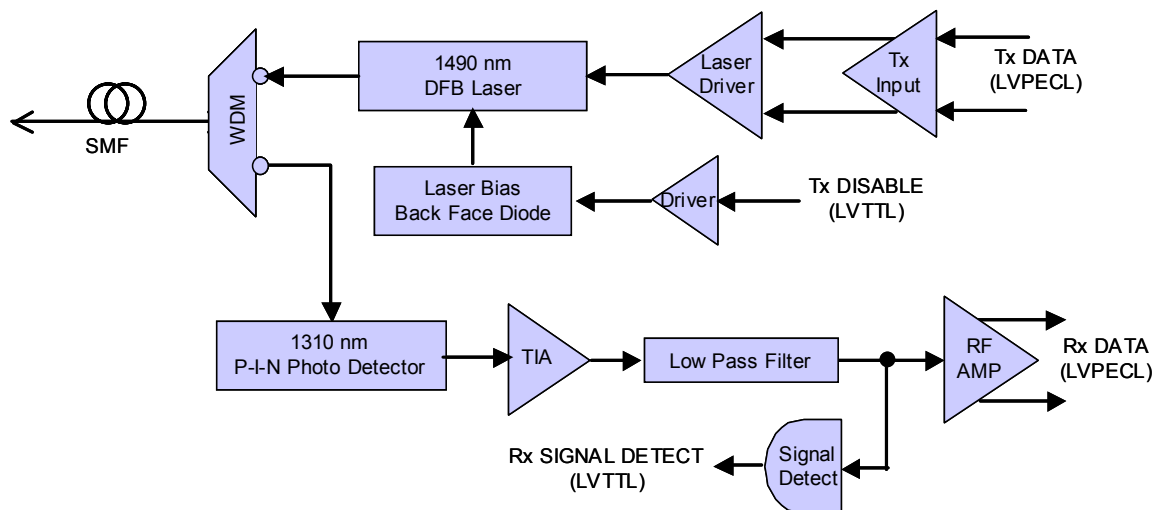 1490 nm
DFB Laser
Laser
Driver
Tx
Input
Tx DATA
(LVPECL)
WDM
SMF
Laser Bias
Back Face Diode
Driver
Tx DISABLE
(LVTTL)
1310 nm
P-I-N Photo Detector
TIA
Low Pass Filter
RF
AMP
Rx DATA
(LVPECL)
Rx SIGNAL DETECT
(LVTTL)
Signal
Detect